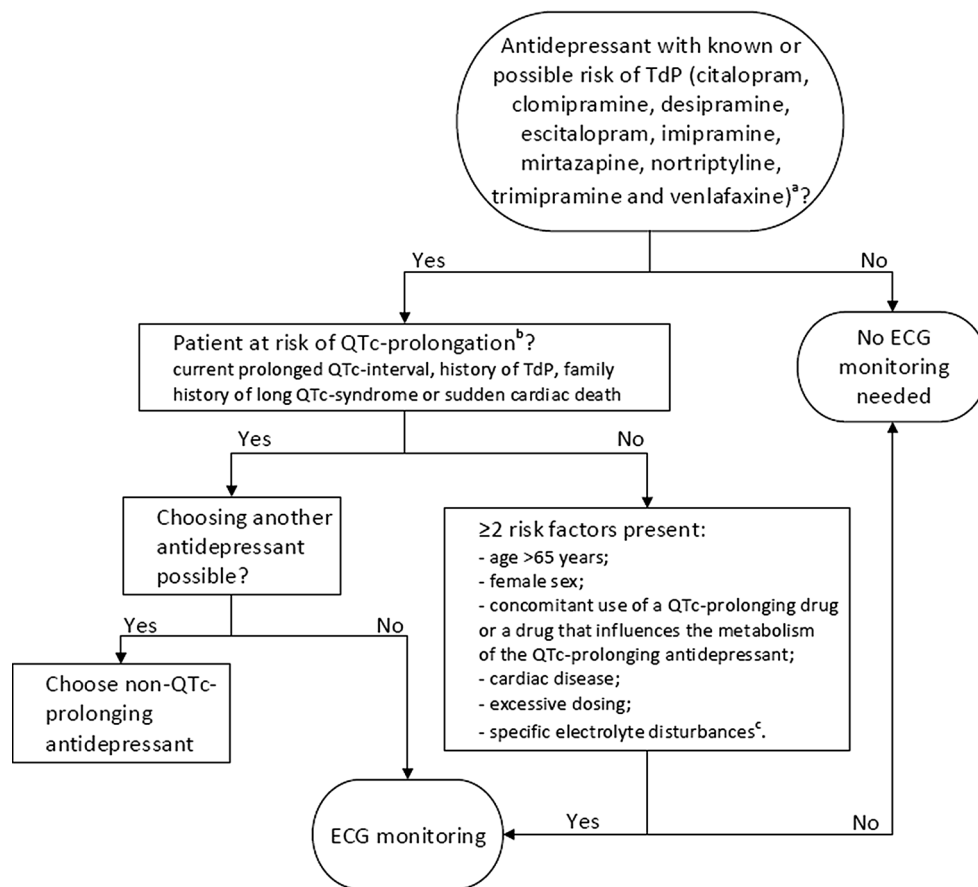 Antidepressant with known or
possible risk of TdP (citalopram,
clomipramine, desipramine,
escitalopram, imipramine,
mirtazapine, nortriptyline,
trimipramine and venlafaxine)ᵃ?
Yes
No
Patient at risk of QTc-prolongationᵇ?
current prolonged QTc-interval, history of TdP, family
history of long QTc-syndrome or sudden cardiac death
No ECG
monitoring
needed
Yes
No
Choosing another
antidepressant
possible?
≥2 risk factors present:
- age >65 years;
- female sex;
- concomitant use of a QTc-prolonging drug
or a drug that influences the metabolism
of the QTc-prolonging antidepressant;
- cardiac disease;
- excessive dosing;
- specific electrolyte disturbancesᶜ.
Yes
No
Choose non-QTc-
prolonging
antidepressant
ECG monitoring
Yes
No